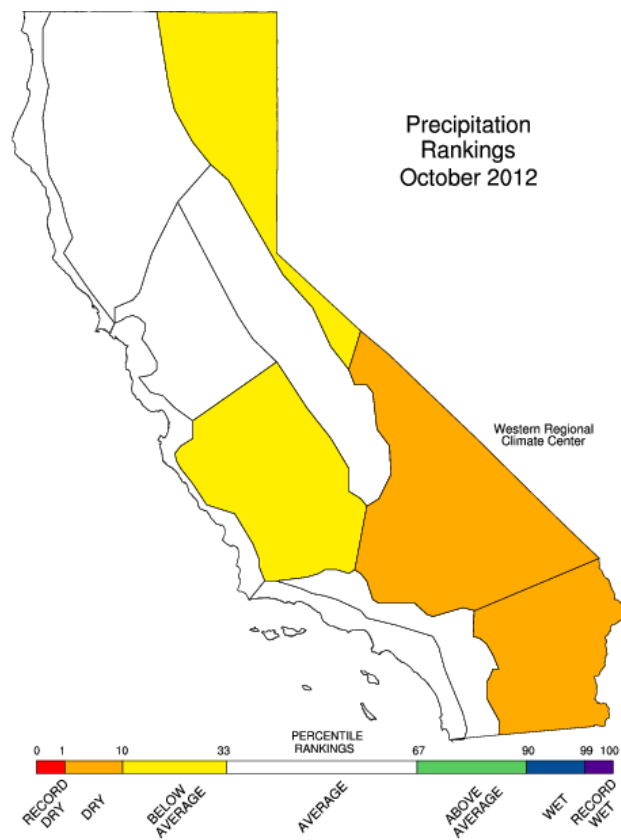 Precipitation
Rankings
October 2012
Western Regional
Climate Center
PERCENTILE
RANKINGS
0 1 10 33 67 90 99 100
RECORD
DRY
DRY
BELOW
AVERAGE
AVERAGE
ABOVE
AVERAGE
WET
RECORD
WET